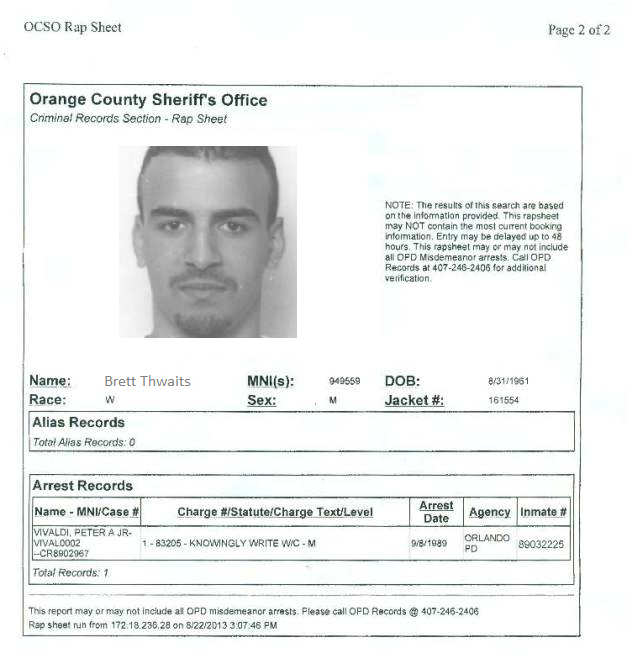 OCSO Rap Sheet
Page 2 of 2
Orange County Sheriff's Office
Criminal Records Section - Rap Sheet
NOTE: The results of this search are based
on the information provided. This rapsheet
may NOT contain the most current booking
information. Entry may be delayed up to 48
hours. This rapsheet may or may not include
all OPD Misdemeanor arrests. Call OPD
Records at 407-246-2406 for additional
verification.
Name: Brett Thwaits MNI(s): 949559 DOB: 8/31/1961
Race: W Sex: M Jacket #: 161554
Alias Records
Total Alias Records: 0
Arrest Records
Name - MNI/Case # Charge #/Statute/Charge Text/Level Arrest Date Agency Inmate #
VIVALDI, PETER A JR-
VIVAL0002
--CR8902967
1 - 83205 - KNOWINGLY WRITE W/C - M
9/8/1989
ORLANDO
PD
89032225
Total Records: 1
This report may or may not include all OPD misdemeanor arrests. Please call OPD Records @ 407-246-2406
Rap sheet run from 172.18.236.28 on 8/22/2013 3:07:46 PM